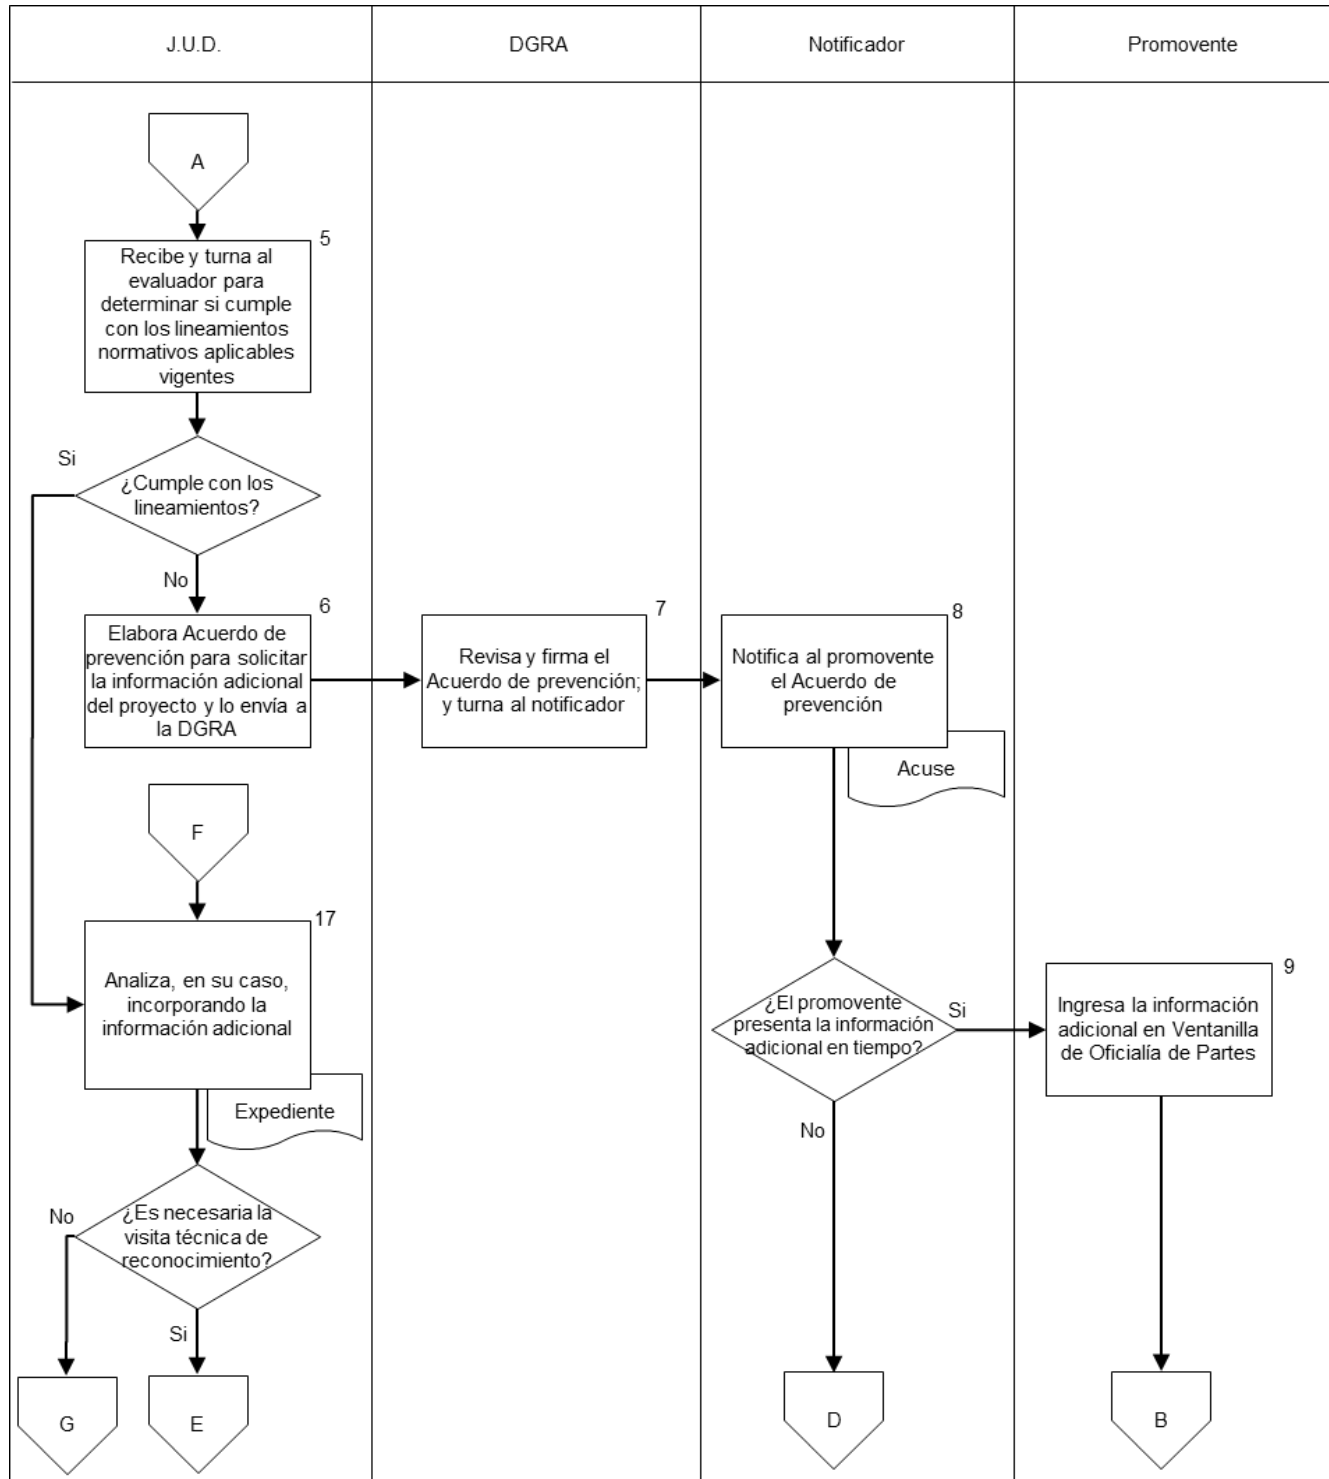 J.U.D.
DGRA
Notificador
Promovente
A
5
Recibe y turna al
evaluador para
determinar si cumple
con los lineamientos
normativos aplicables
vigentes
Si
¿Cumple con los
lineamientos?
No
6
Elabora Acuerdo de
prevención para solicitar
la información adicional
del proyecto y lo envía a
la DGRA
7
Revisa y firma el
Acuerdo de prevención;
y turna al notificador
8
Notifica al promovente
el Acuerdo de
prevención
Acuse
F
17
Analiza, en su caso,
incorporando la
información adicional
Expediente
¿El promovente
presenta la información
adicional en tiempo?
Si
No
9
Ingresa la información
adicional en Ventanilla
de Oficialía de Partes
No
¿Es necesaria la
visita técnica de
reconocimiento?
Si
G
E
D
B